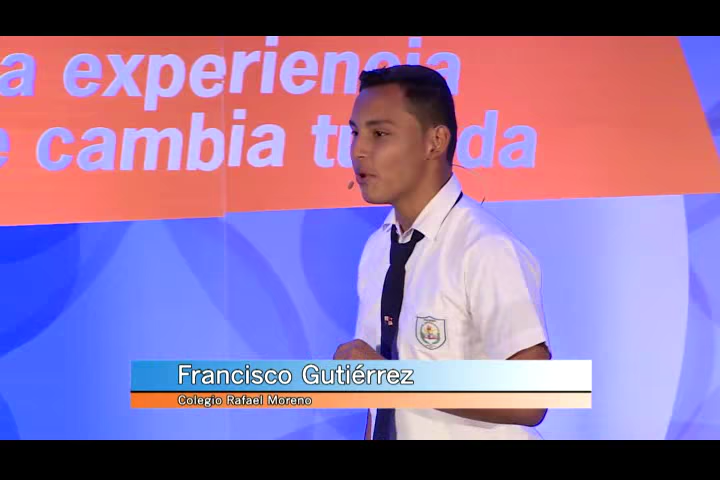 a experiencia
e cambia tu da
Francisco Gutiérrez
Colegio Rafael Moreno